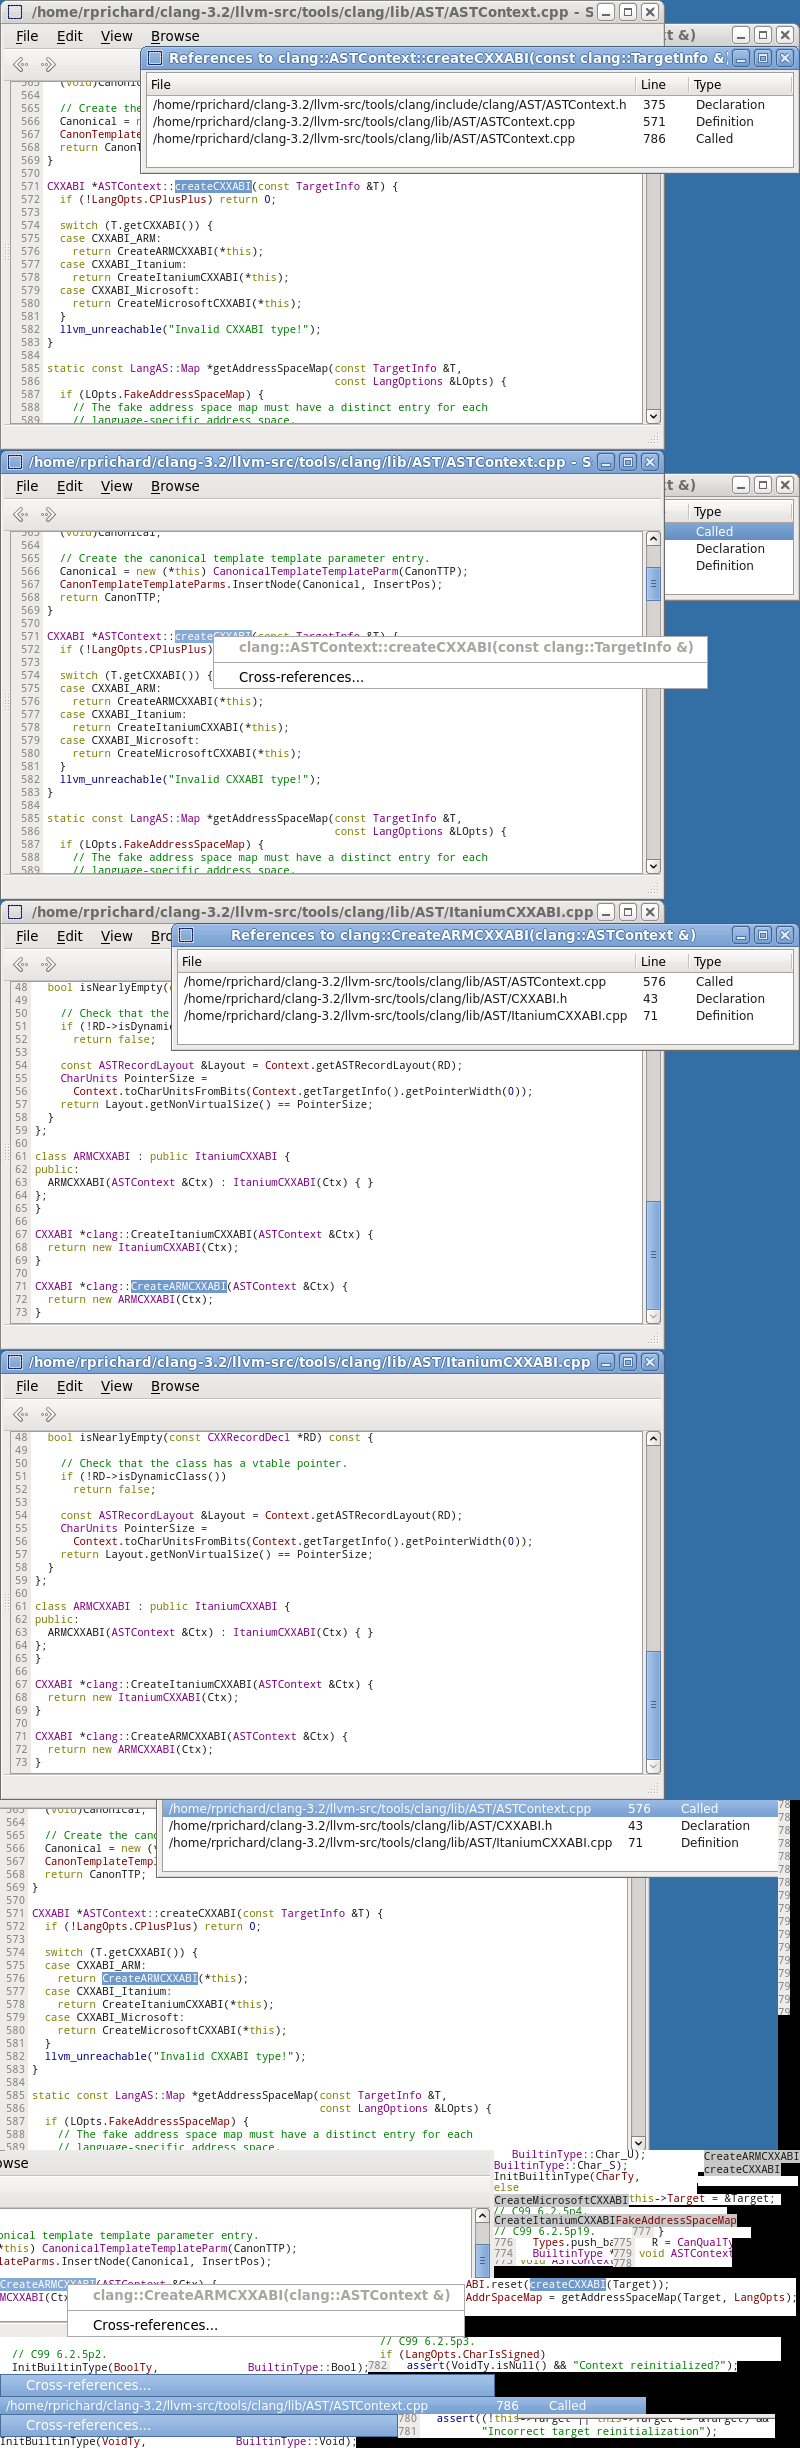 /home/rprichard/clang-3.2/llvm-src/tools/clang/lib/AST/ASTContext.cpp - S
File Edit View Browse
t &)
References to clang::ASTContext::createCXXABI(const clang::TargetInfo &)
File Line Type
/home/rprichard/clang-3.2/llvm-src/tools/clang/include/clang/AST/ASTContext.h 375 Declaration
/home/rprichard/clang-3.2/llvm-src/tools/clang/lib/AST/ASTContext.cpp 571 Definition
/home/rprichard/clang-3.2/llvm-src/tools/clang/lib/AST/ASTContext.cpp 786 Called
563 (void)Canonic
564
565 // Create the
566 Canonical = n
567 CanonTemplate
568 return CanonT
569 }
570
571 CXXABI *ASTContext::createCXXABI(const TargetInfo &T) {
572 if (!LangOpts.CPlusPlus) return 0;
573
574 switch (T.getCXXABI()) {
575 case CXXABI_ARM:
576 return CreateARMCXXABI(*this);
577 case CXXABI_Itanium:
578 return CreateItaniumCXXABI(*this);
579 case CXXABI_Microsoft:
580 return CreateMicrosoftCXXABI(*this);
581 }
582 llvm_unreachable("Invalid CXXABI type!");
583 }
584
585 static const LangAS::Map *getAddressSpaceMap(const TargetInfo &T,
586 const LangOptions &LOpts) {
587 if (LOpts.FakeAddressSpaceMap) {
588 // The fake address space map must have a distinct entry for each
589 // language-specific address space.
/home/rprichard/clang-3.2/llvm-src/tools/clang/lib/AST/ASTContext.cpp - S
File Edit View Browse
t &)
Type
Called
Declaration
Definition
563 (void)Canonical;
564
565 // Create the canonical template template parameter entry.
566 Canonical = new (*this) CanonicalTemplateTemplateParm(CanonTTP);
567 CanonTemplateTemplateParms.InsertNode(Canonical, InsertPos);
568 return CanonTTP;
569 }
570
571 CXXABI *ASTContext::createCXXABI(const TargetInfo &T) {
572 if (!LangOpts.CPlusPlus)
clang::ASTContext::createCXXABI(const clang::TargetInfo &)
Cross-references...
573
574 switch (T.getCXXABI()) {
575 case CXXABI_ARM:
576 return CreateARMCXXABI(*this);
577 case CXXABI_Itanium:
578 return CreateItaniumCXXABI(*this);
579 case CXXABI_Microsoft:
580 return CreateMicrosoftCXXABI(*this);
581 }
582 llvm_unreachable("Invalid CXXABI type!");
583 }
584
585 static const LangAS::Map *getAddressSpaceMap(const TargetInfo &T,
586 const LangOptions &LOpts) {
587 if (LOpts.FakeAddressSpaceMap) {
588 // The fake address space map must have a distinct entry for each
589 // language-specific address space.
/home/rprichard/clang-3.2/llvm-src/tools/clang/lib/AST/ItaniumCXXABI.cpp
File Edit View Bro
References to clang::CreateARMCXXABI(clang::ASTContext &)
File Line Type
/home/rprichard/clang-3.2/llvm-src/tools/clang/lib/AST/ASTContext.cpp 576 Called
/home/rprichard/clang-3.2/llvm-src/tools/clang/lib/AST/CXXABI.h 43 Declaration
/home/rprichard/clang-3.2/llvm-src/tools/clang/lib/AST/ItaniumCXXABI.cpp 71 Definition
48 bool isNearlyEmpty(
49
50 // Check that the
51 if (!RD->isDynamic
52 return false;
53
54 const ASTRecordLayout &Layout = Context.getASTRecordLayout(RD);
55 CharUnits PointerSize =
56 Context.toCharUnitsFromBits(Context.getTargetInfo().getPointerWidth(0));
57 return Layout.getNonVirtualSize() == PointerSize;
58 }
59 };
60
61 class ARMCXXABI : public ItaniumCXXABI {
62 public:
63 ARMCXXABI(ASTContext &Ctx) : ItaniumCXXABI(Ctx) { }
64 };
65 }
66
67 CXXABI *clang::CreateItaniumCXXABI(ASTContext &Ctx) {
68 return new ItaniumCXXABI(Ctx);
69 }
70
71 CXXABI *clang::CreateARMCXXABI(ASTContext &Ctx) {
72 return new ARMCXXABI(Ctx);
73 }
/home/rprichard/clang-3.2/llvm-src/tools/clang/lib/AST/ItaniumCXXABI.cpp
File Edit View Browse
48 bool isNearlyEmpty(const CXXRecordDecl *RD) const {
49
50 // Check that the class has a vtable pointer.
51 if (!RD->isDynamicClass())
52 return false;
53
54 const ASTRecordLayout &Layout = Context.getASTRecordLayout(RD);
55 CharUnits PointerSize =
56 Context.toCharUnitsFromBits(Context.getTargetInfo().getPointerWidth(0));
57 return Layout.getNonVirtualSize() == PointerSize;
58 }
59 };
60
61 class ARMCXXABI : public ItaniumCXXABI {
62 public:
63 ARMCXXABI(ASTContext &Ctx) : ItaniumCXXABI(Ctx) { }
64 };
65 }
66
67 CXXABI *clang::CreateItaniumCXXABI(ASTContext &Ctx) {
68 return new ItaniumCXXABI(Ctx);
69 }
70
71 CXXABI *clang::CreateARMCXXABI(ASTContext &Ctx) {
72 return new ARMCXXABI(Ctx);
73 }
/home/rprichard/clang-3.2/llvm-src/tools/clang/lib/AST/ASTContext.cpp 576 Called
/home/rprichard/clang-3.2/llvm-src/tools/clang/lib/AST/CXXABI.h 43 Declaration
/home/rprichard/clang-3.2/llvm-src/tools/clang/lib/AST/ItaniumCXXABI.cpp 71 Definition
563 (void)Canonical;
564
565 // Create the cano
566 Canonical = new (
567 CanonTemplateTemp
568 return CanonTTP;
569 }
570
571 CXXABI *ASTContext::createCXXABI(const TargetInfo &T) {
572 if (!LangOpts.CPlusPlus) return 0;
573
574 switch (T.getCXXABI()) {
575 case CXXABI_ARM:
576 return CreateARMCXXABI(*this);
577 case CXXABI_Itanium:
578 return CreateItaniumCXXABI(*this);
579 case CXXABI_Microsoft:
580 return CreateMicrosoftCXXABI(*this);
581 }
582 llvm_unreachable("Invalid CXXABI type!");
583 }
584
585 static const LangAS::Map *getAddressSpaceMap(const TargetInfo &T,
586 const LangOptions &LOpts) {
587 if (LOpts.FakeAddressSpaceMap) {
588 // The fake address space map must have a distinct entry for each
589 // language-specific address space.
owse
BuiltinType::Char_U);
BuiltinType::Char_S);
InitBuiltinType(CharTy,
else
CreateARMCXXABI
createCXXABI
CreateMicrosoftCXXABI this->Target = &Target;
// C99 6.2.5p4.
CreateItaniumCXXABI FakeAddressSpaceMap
// C99 6.2.5p19. 777 }
776 Types.push_ba 775 R = CanQualTy
774 BuiltinType * 779 void ASTContext
778
onical template template parameter entry.
*this) CanonicalTemplateTemplateParm(CanonTTP);
lateParms.InsertNode(Canonical, InsertPos);
CreateARMCXXABI(ASTContext &Ctx) {
MCXXABI(Ctx
clang::CreateARMCXXABI(clang::ASTContext &)
Cross-references...
ABI.reset(createCXXABI(Target));
AddrSpaceMap = getAddressSpaceMap(Target, LangOpts);
// C99 6.2.5p3.
if (LangOpts.CharIsSigned)
// C99 6.2.5p2.
InitBuiltinType(BoolTy, BuiltinType::Bool);
782 assert(VoidTy.isNull() && "Context reinitialized?");
Cross-references...
/home/rprichard/clang-3.2/llvm-src/tools/clang/lib/AST/ASTContext.cpp 786 Called
Cross-references...
780 assert((!this->Target || this->Target == &Target) &&
781 "Incorrect target reinitialization");
InitBuiltinType(VoidTy, BuiltinType::Void);